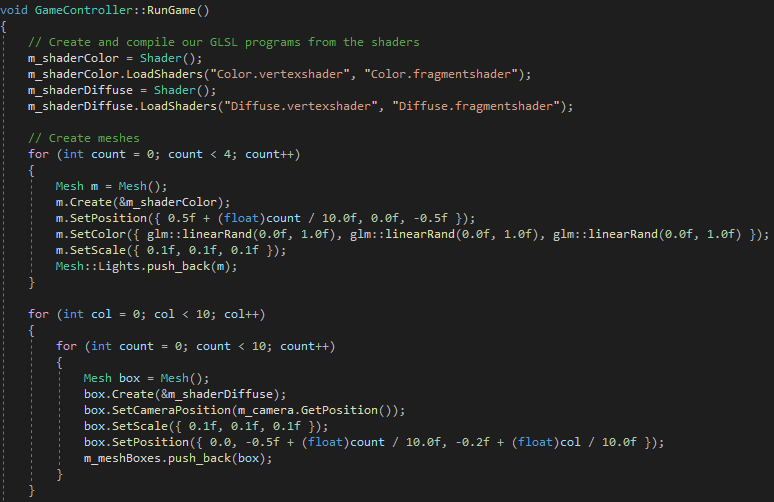 void GameController::RunGame()
{
    // Create and compile our GLSL programs from the shaders
    m_shaderColor = Shader();
    m_shaderColor.LoadShaders("Color.vertexshader", "Color.fragmentshader");
    m_shaderDiffuse = Shader();
    m_shaderDiffuse.LoadShaders("Diffuse.vertexshader", "Diffuse.fragmentshader");

    // Create meshes
    for (int count = 0; count < 4; count++)
    {
        Mesh m = Mesh();
        m.Create(&m_shaderColor);
        m.SetPosition({ 0.5f + (float)count / 10.0f, 0.0f, -0.5f });
        m.SetColor({ glm::linearRand(0.0f, 1.0f), glm::linearRand(0.0f, 1.0f), glm::linearRand(0.0f, 1.0f) });
        m.SetScale({ 0.1f, 0.1f, 0.1f });
        Mesh::Lights.push_back(m);
    }

    for (int col = 0; col < 10; col++)
    {
        for (int count = 0; count < 10; count++)
        {
            Mesh box = Mesh();
            box.Create(&m_shaderDiffuse);
            box.SetCameraPosition(m_camera.GetPosition());
            box.SetScale({ 0.1f, 0.1f, 0.1f });
            box.SetPosition({ 0.0, -0.5f + (float)count / 10.0f, -0.2f + (float)col / 10.0f });
            m_meshBoxes.push_back(box);
        }
    }